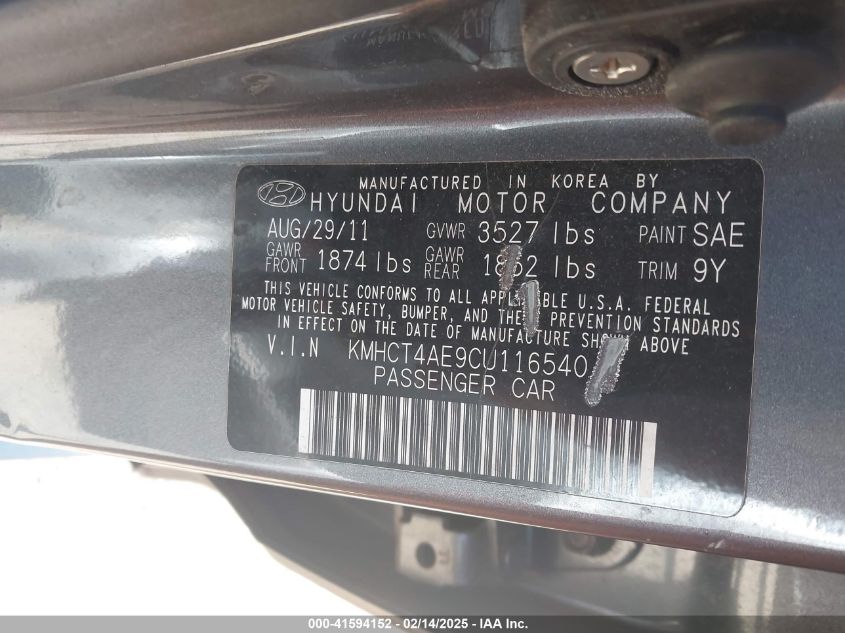 MANUFACTURED IN KOREA BY
HYUNDAI MOTOR COMPANY
AUG/29/11 GVWR 3527 lbs PAINT SAE
GAWR FRONT 1874 lbs GAWR REAR lbs TRIM 9Y
THIS VEHICLE CONFORMS TO ALL U.S.A. FEDERAL
MOTOR VEHICLE SAFETY, BUMPER, AND PREVENTION STANDARDS
IN EFFECT ON THE DATE OF MANUFACTURE SHOWN ABOVE
V.I.N KMHCT4AE9CU116540
PASSENGER CAR
000-41594152 - 02/14/2025 - IAA Inc.